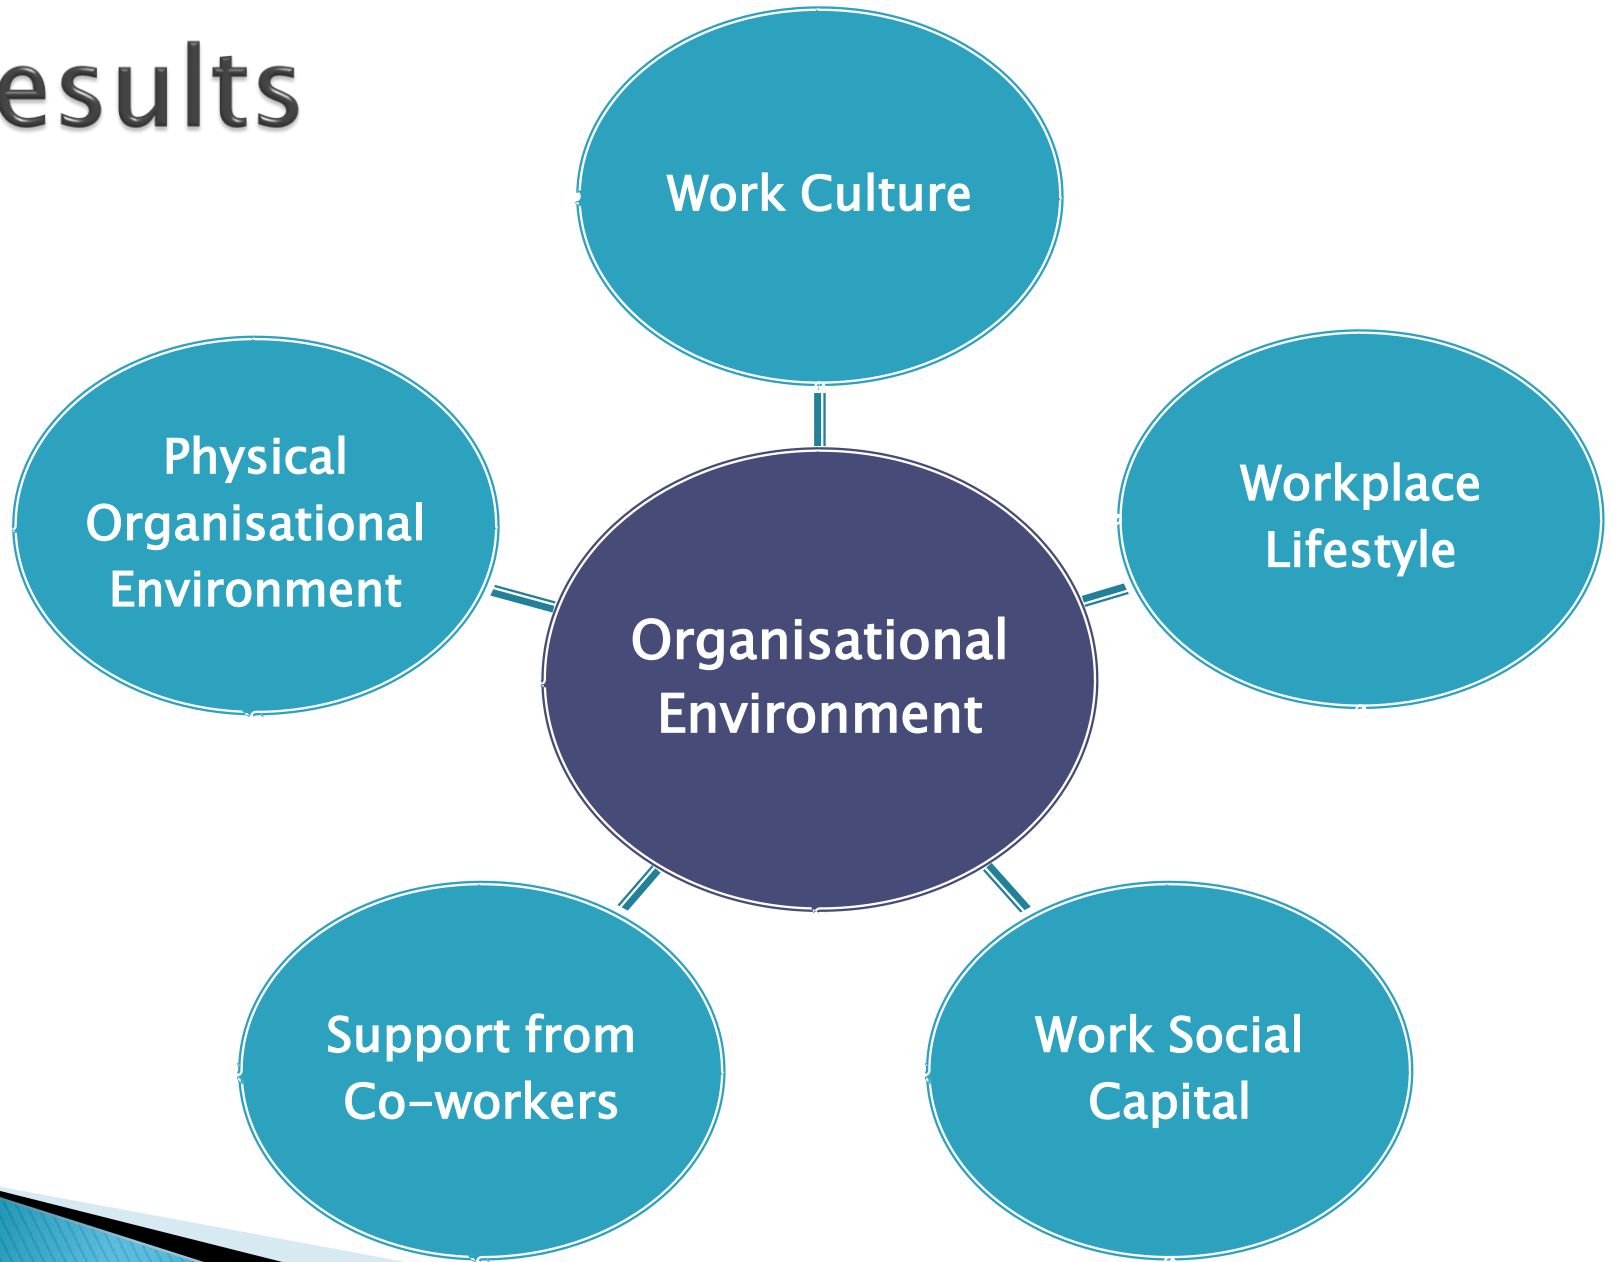 esults
Work Culture
Physical
Organisational
Environment
Workplace
Lifestyle
Organisational
Environment
Support from
Co-workers
Work Social
Capital